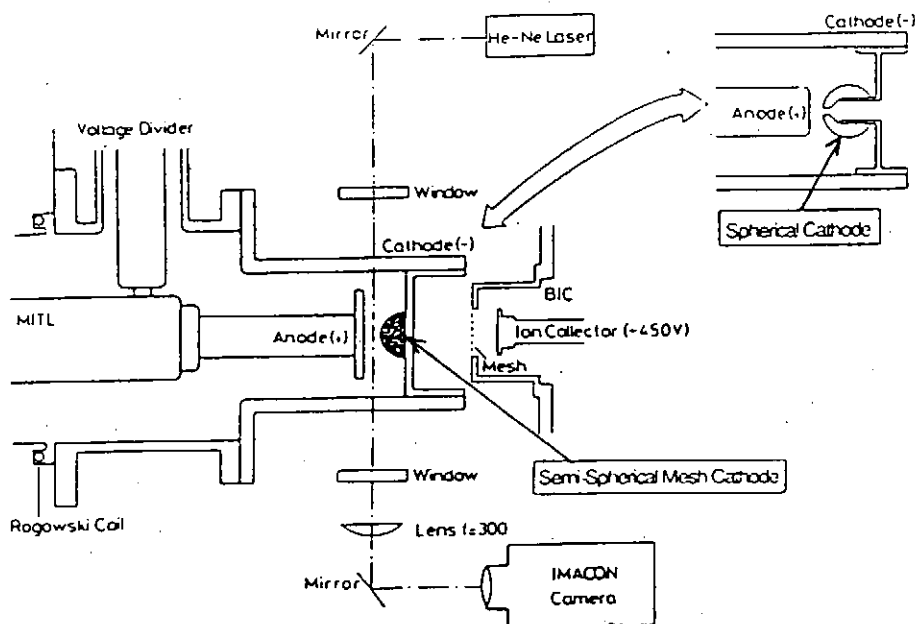 Mirror
He-Ne Laser
Cathode(-)
Anode(+)
Spherical Cathode
Voltage Divider
Window
Cathode(-)
BIC
MITL
Anode(+)
Ion Collector (-450V)
Mesh
Window
Semi-Spherical Mesh Cathode
Rogowski Coil
Lens f=300
Mirror
IMACON
Camera